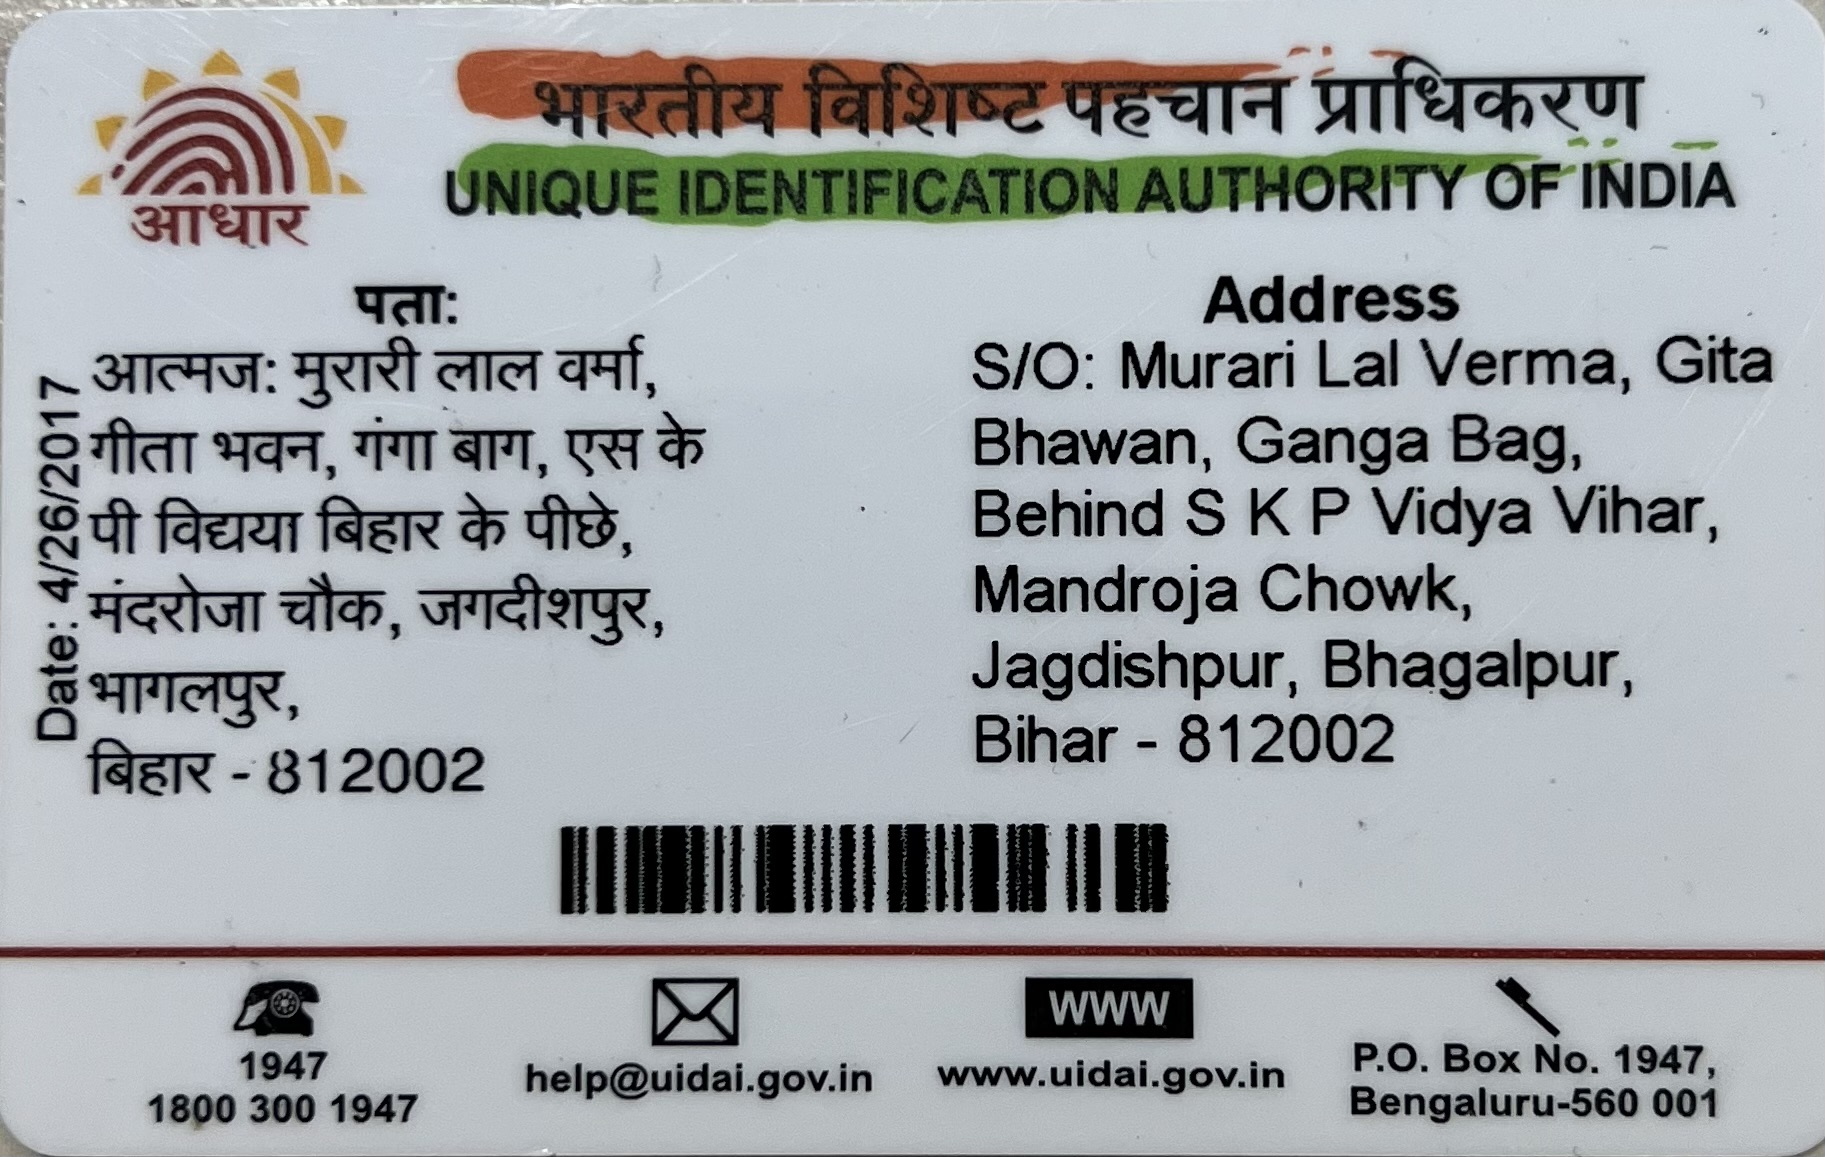 आधार
भारतीय विशिष्ट पहचान प्राधिकरण
UNIQUE IDENTIFICATION AUTHORITY OF INDIA
Date: 4/26/2017
पता:
आत्मज: मुरारी लाल वर्मा,
गीता भवन, गंगा बाग, एस के
पी विद्यया बिहार के पीछे,
मंदरोजा चौक, जगदीशपुर,
भागलपुर,
बिहार - 812002
Address
S/O: Murari Lal Verma, Gita
Bhawan, Ganga Bag,
Behind S K P Vidya Vihar,
Mandroja Chowk,
Jagdishpur, Bhagalpur,
Bihar - 812002
1947
1800 300 1947
help@uidai.gov.in
WWW
www.uidai.gov.in
P.O. Box No. 1947,
Bengaluru-560 001